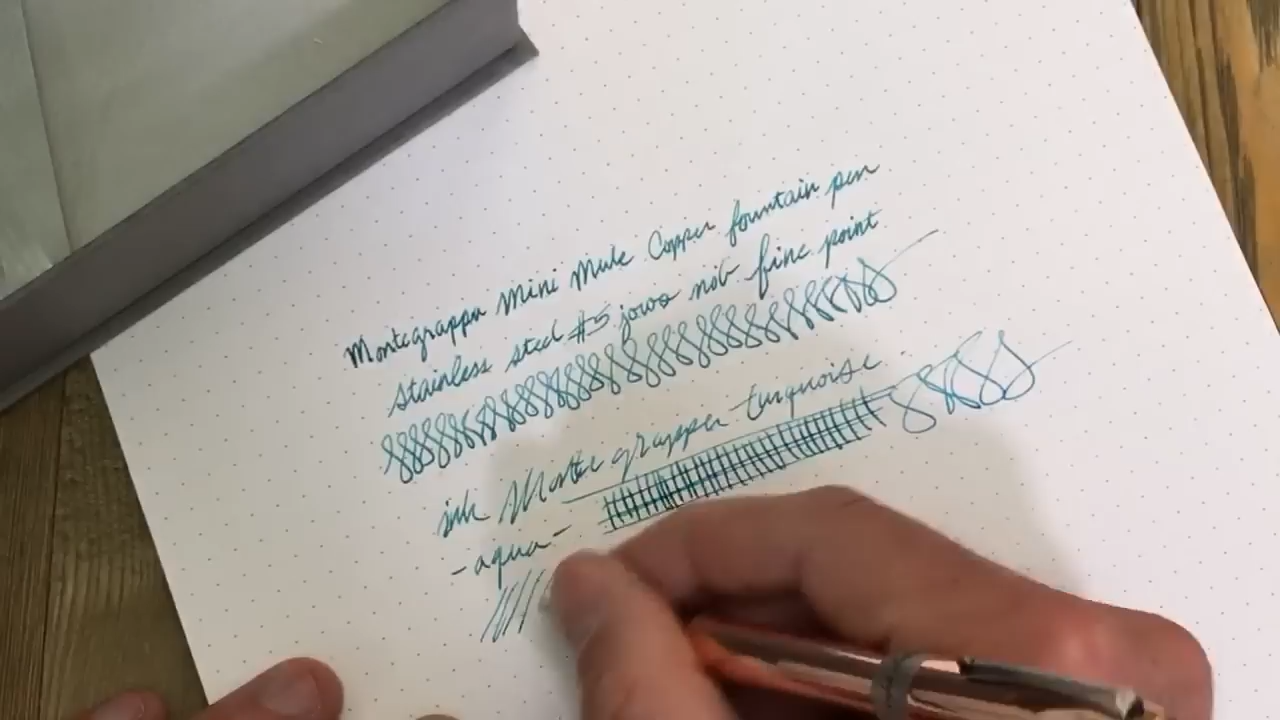 Montegrappa Mini Mule Copper fountain pen
stainless steel #5 jowo nib fine point
ink Montegrappa turquoise.
-aqua-